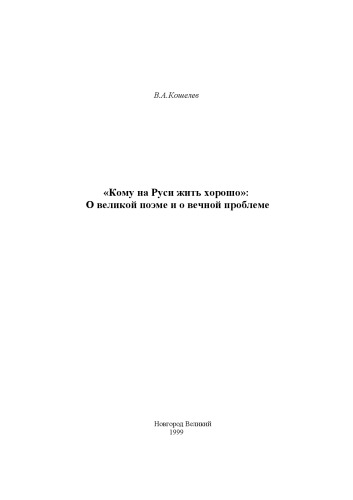 В.А.Кошелев
«Кому на Руси жить хорошо»:
О великой поэме и о вечной проблеме
Новгород Великий
1999